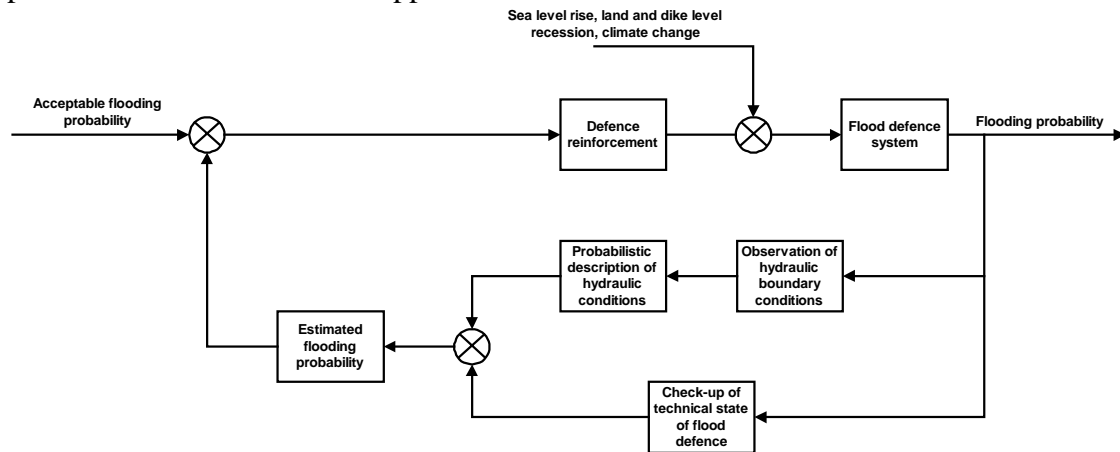 Sea level rise, land and dike level
recession, climate change
Acceptable flooding
probability
Defence
reinforcement
Flood defence
system
Flooding probability
Probabilistic
description of
hydraulic
conditions
Observation of
hydraulic
boundary
conditions
Estimated
flooding
probability
Check-up of
technical state
of flood
defence